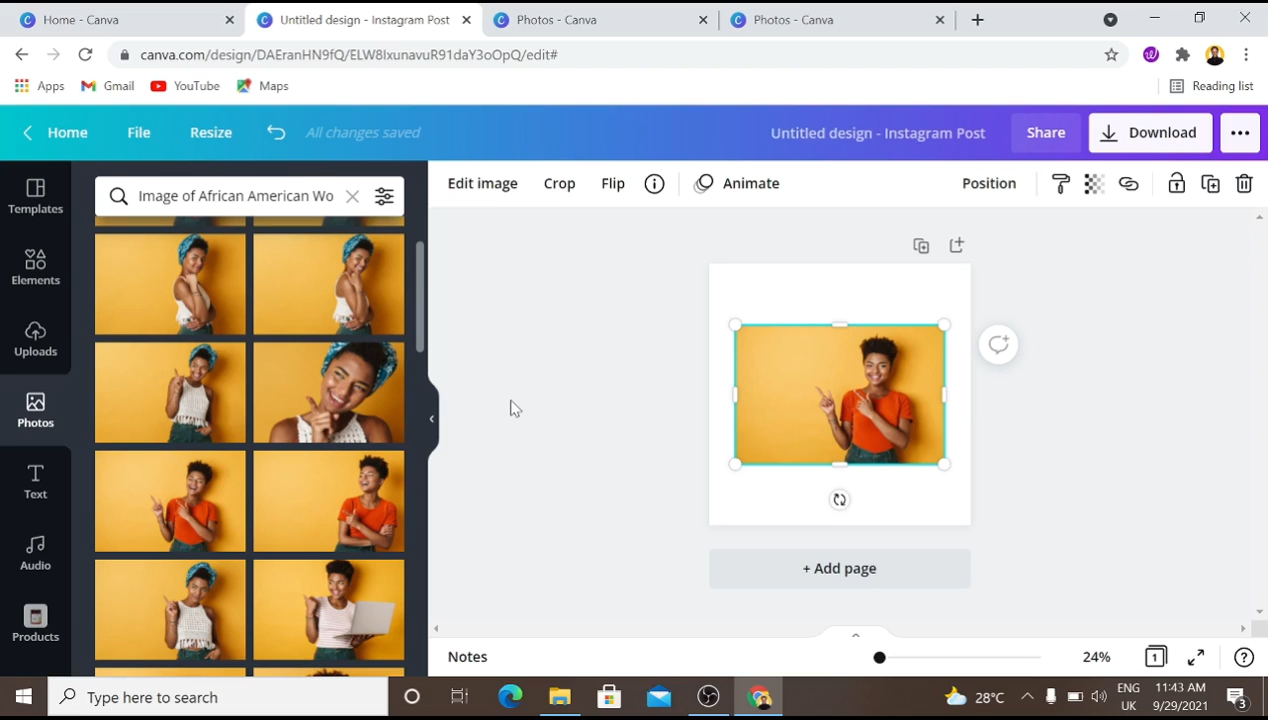 Home - Canva
Untitled design - Instagram Post
Photos - Canva
Photos - Canva
canva.com/design/DAEranHN9fQ/ELW8lxunavuR91daY3oOpQ/edit#
Apps
Gmail
YouTube
Maps
Reading list
Home
File
Resize
All changes saved
Untitled design - Instagram Post
Share
Download
Templates
Elements
Uploads
Photos
Text
Audio
Products
Image of African American Wo
Edit image
Crop
Flip
Animate
Position
+ Add page
Notes
24%
1
Type here to search
28°C
ENG
UK
11:43 AM
9/29/2021
3